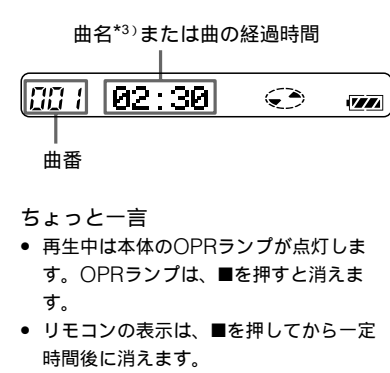 曲名*3）または曲の経過時間
001 02:30
曲番
ちょっと一言
• 再生中は本体のOPRランプが点灯しま
す。OPRランプは、■を押すと消えま
す。
• リモコンの表示は、■を押してから一定
時間後に消えます。